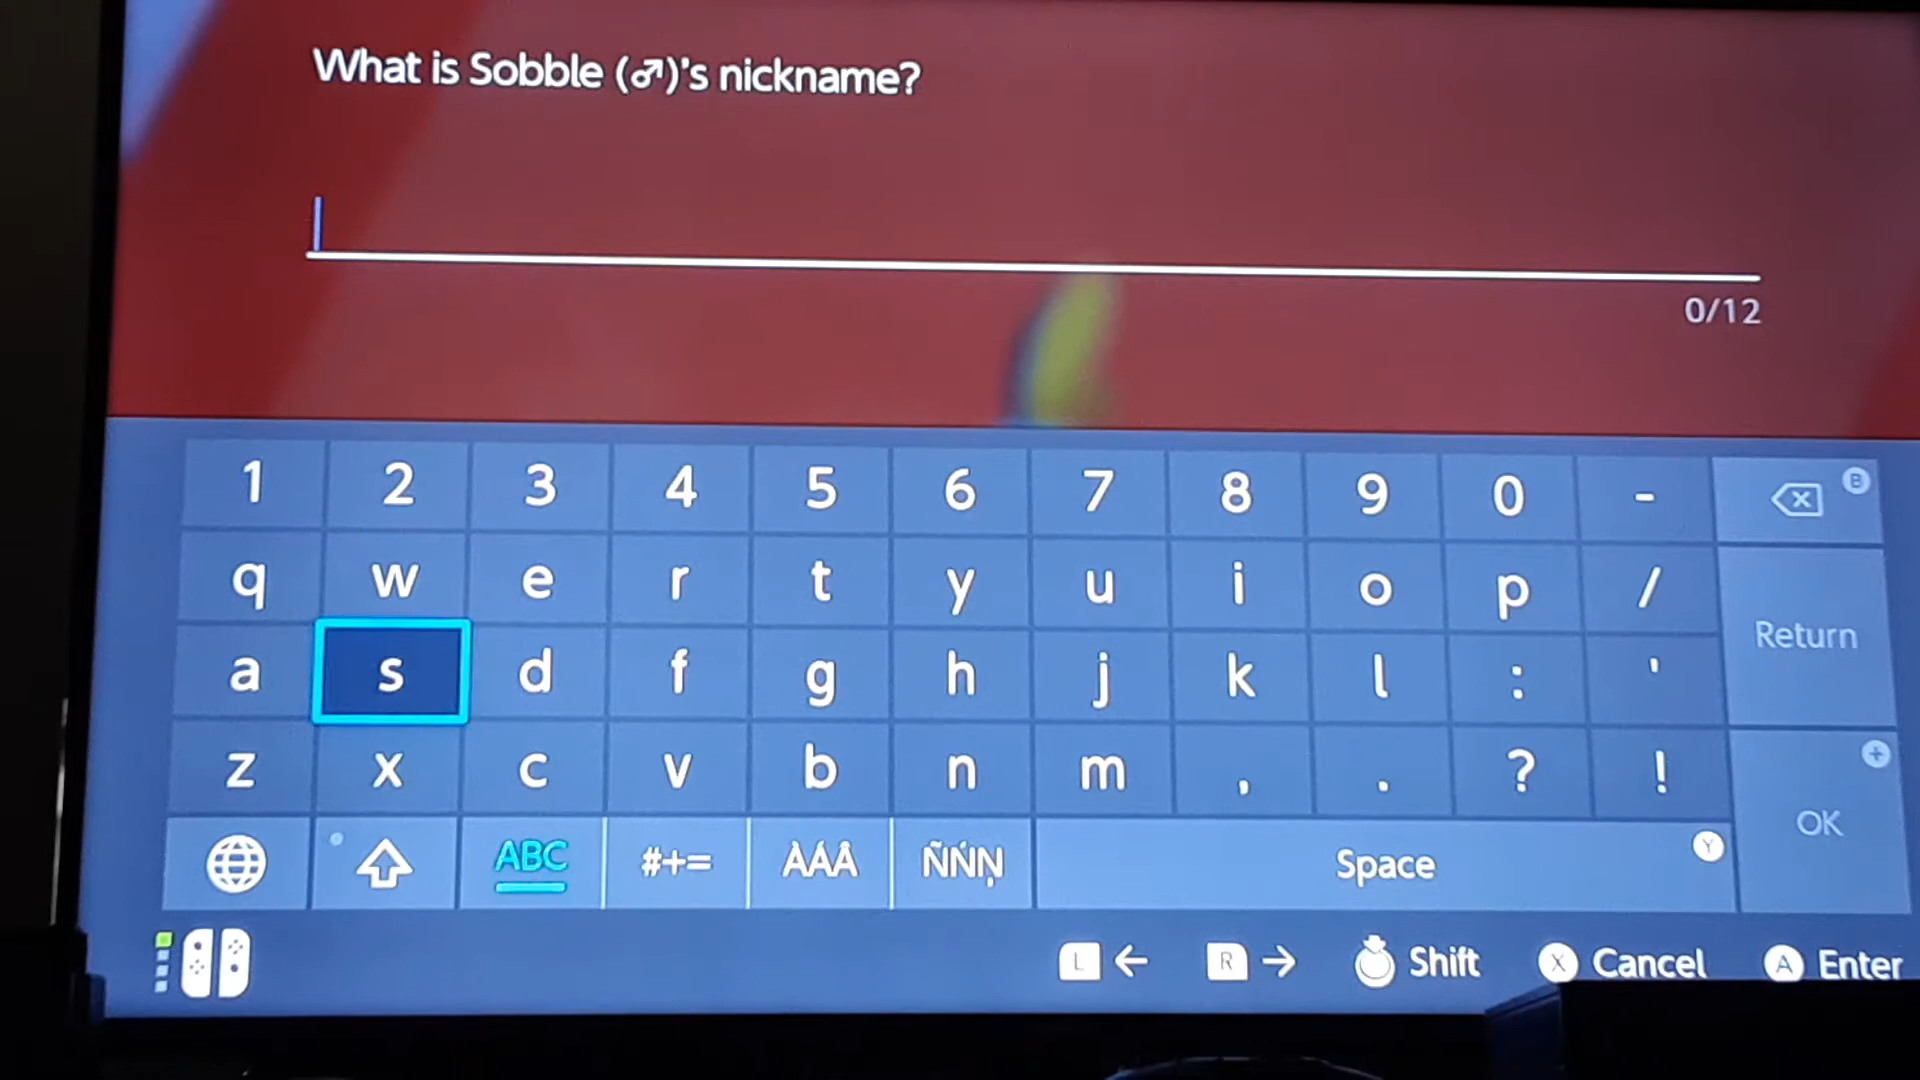 What is Sobble (♂)'s nickname?
0/12
1 2 3 4 5 6 7 8 9 0 - B
q w e r t y u i o p / Return
a s d f g h j k l : '
z x c v b n m , . ? ! +
ABC #+= ÀÁÂ ÑŃŅ Space Y OK
L ← R → Shift X Cancel A Enter